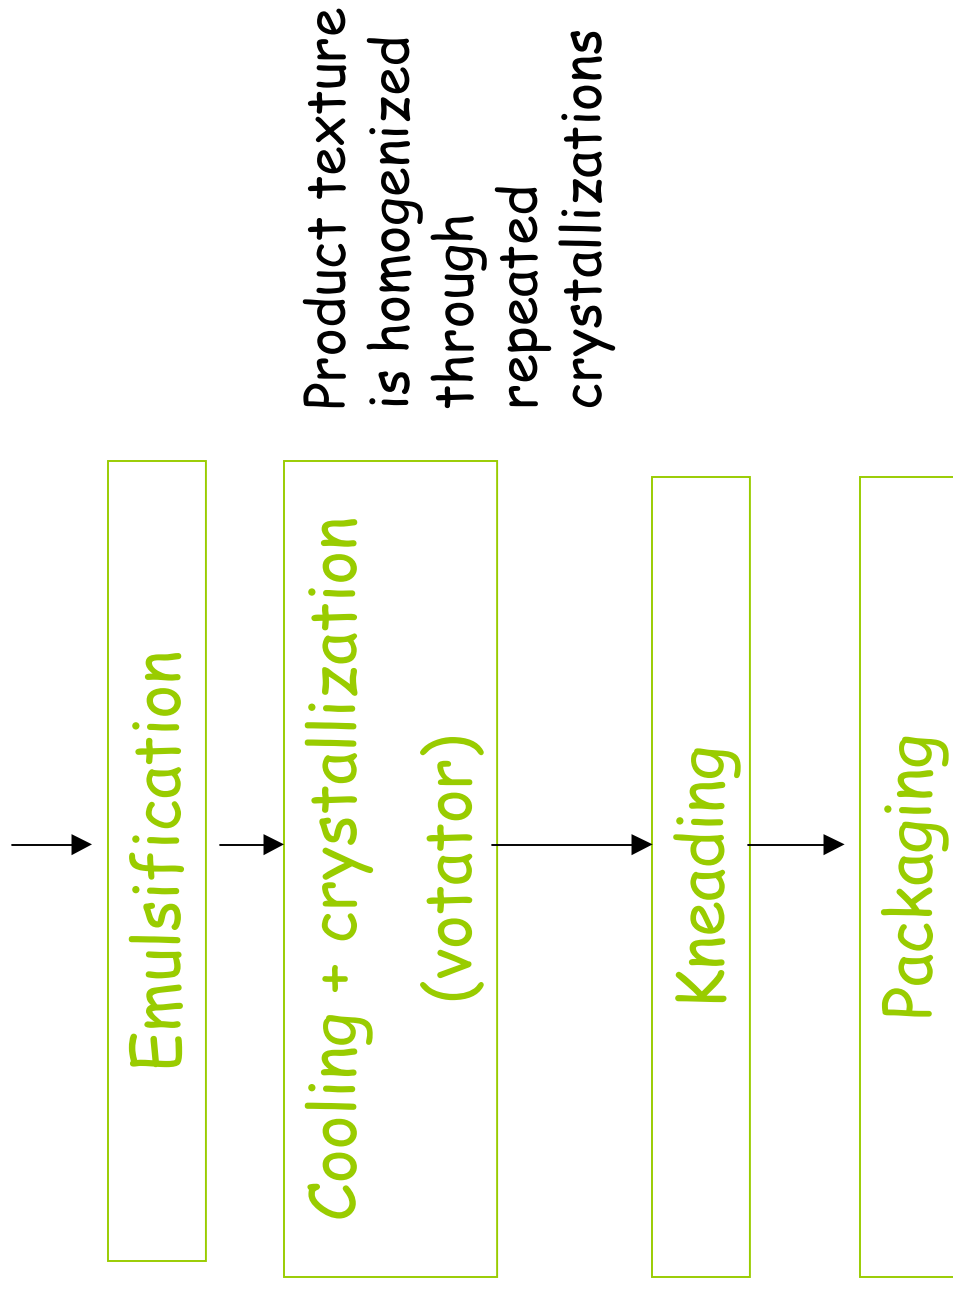 Emulsification
Cooling + crystallization
(votator)
Product texture
is homogenized
through
repeated
crystallizations
Kneading
Packaging